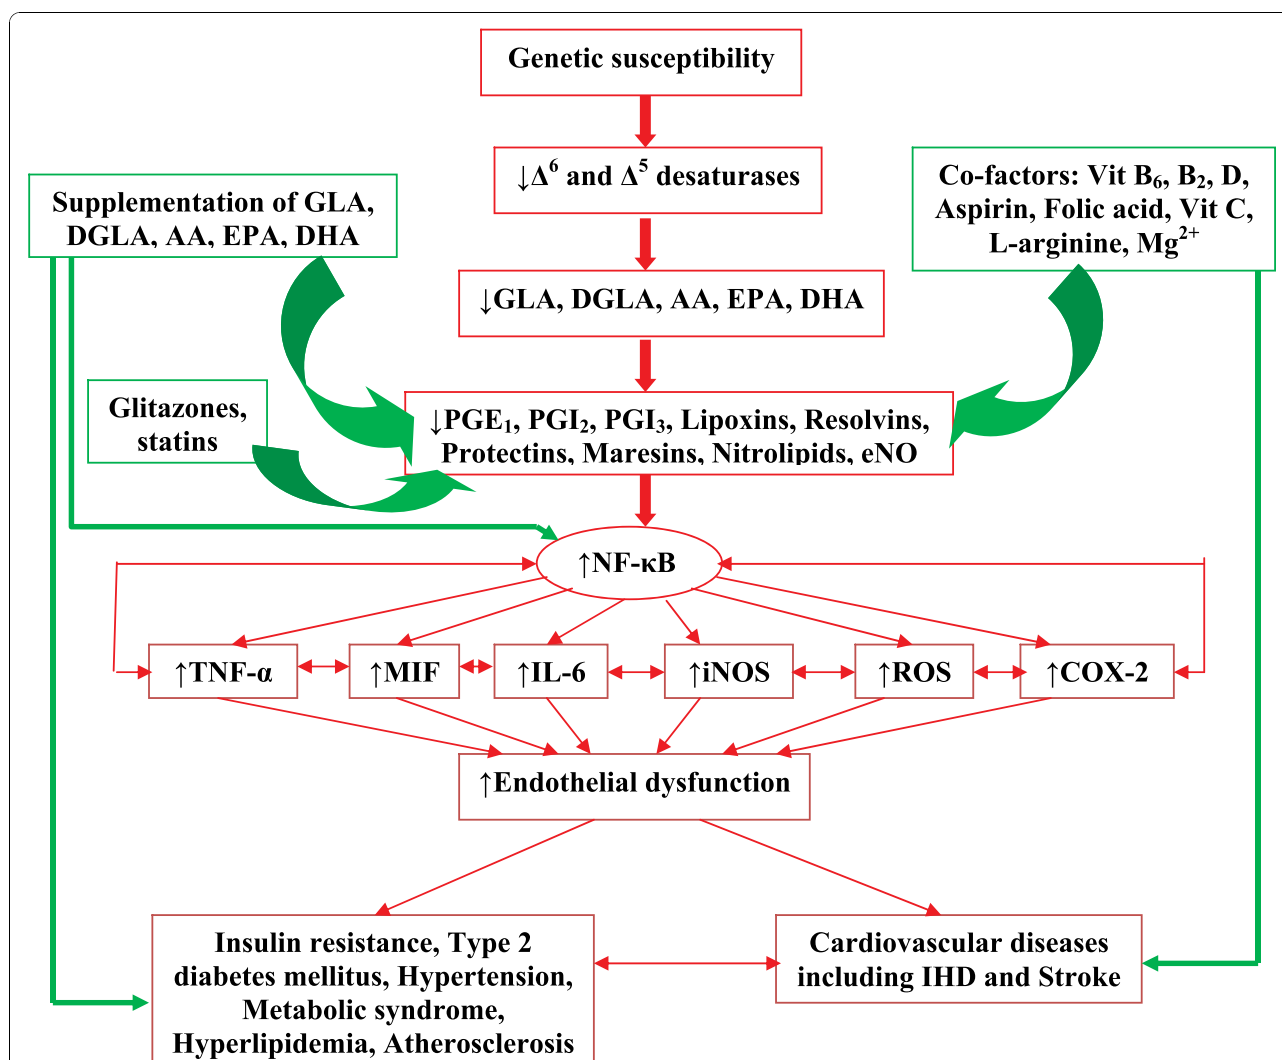 Genetic susceptibility
↓Δ⁶ and Δ⁵ desaturases
Supplementation of GLA,
DGLA, AA, EPA, DHA
Co-factors: Vit B₆, B₂, D,
Aspirin, Folic acid, Vit C,
L-arginine, Mg²⁺
↓GLA, DGLA, AA, EPA, DHA
Glitazones,
statins
↓PGE₁, PGI₂, PGI₃, Lipoxins, Resolvins,
Protectins, Maresins, Nitrolipids, eNO
↑NF-κB
↑TNF-α
↑MIF
↑IL-6
↑iNOS
↑ROS
↑COX-2
↑Endothelial dysfunction
Insulin resistance, Type 2
diabetes mellitus, Hypertension,
Metabolic syndrome,
Hyperlipidemia, Atherosclerosis
Cardiovascular diseases
including IHD and Stroke